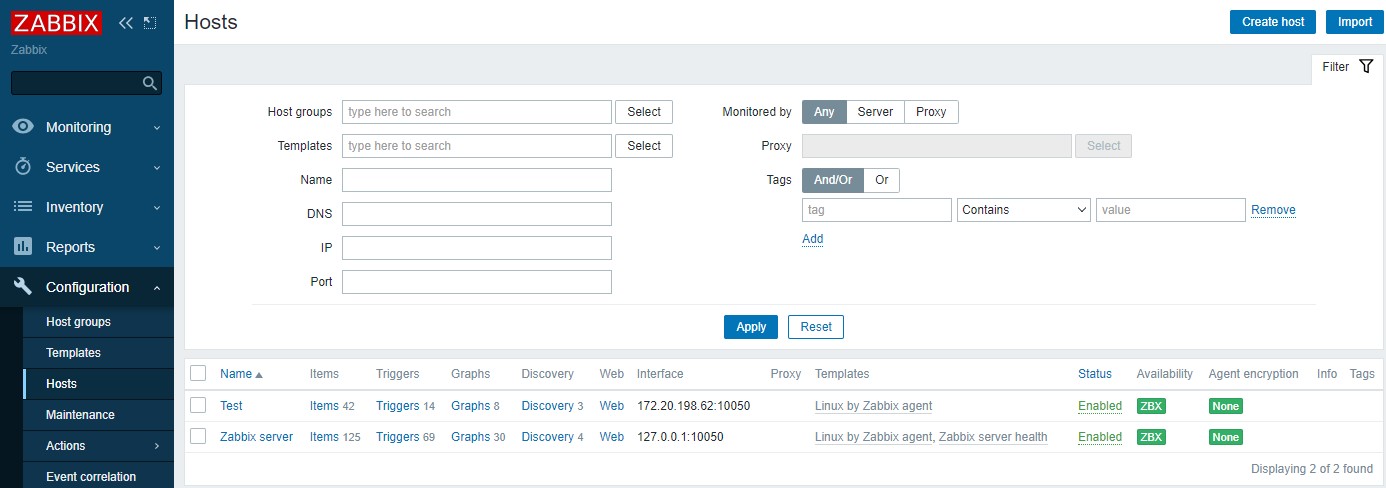 ZABBIX
Zabbix
Monitoring
Services
Inventory
Reports
Configuration
Host groups
Templates
Hosts
Maintenance
Actions
Event correlation
Hosts
Create host Import
Filter
Host groups type here to search Select
Templates type here to search Select
Name
DNS
IP
Port
Monitored by Any Server Proxy
Proxy Select
Tags And/Or Or
tag Contains value Remove
Add
Apply Reset
Name Items Triggers Graphs Discovery Web Interface Proxy Templates Status Availability Agent encryption Info Tags
Test Items 42 Triggers 14 Graphs 8 Discovery 3 Web 172.20.198.62:10050 Linux by Zabbix agent Enabled ZBX None
Zabbix server Items 125 Triggers 69 Graphs 30 Discovery 4 Web 127.0.0.1:10050 Linux by Zabbix agent, Zabbix server health Enabled ZBX None
Displaying 2 of 2 found